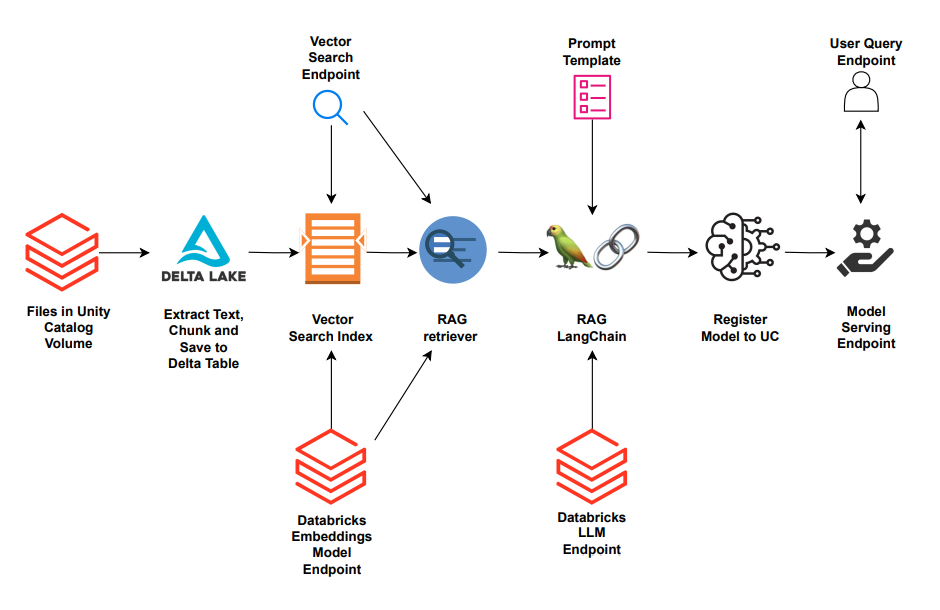 Vector
Search
Endpoint
Prompt
Template
User Query
Endpoint
DELTA LAKE
Files in Unity
Catalog
Volume
Extract Text,
Chunk and
Save to
Delta Table
Vector
Search Index
RAG
retriever
RAG
LangChain
Register
Model to UC
Model
Serving
Endpoint
Databricks
Embeddings
Model
Endpoint
Databricks
LLM
Endpoint